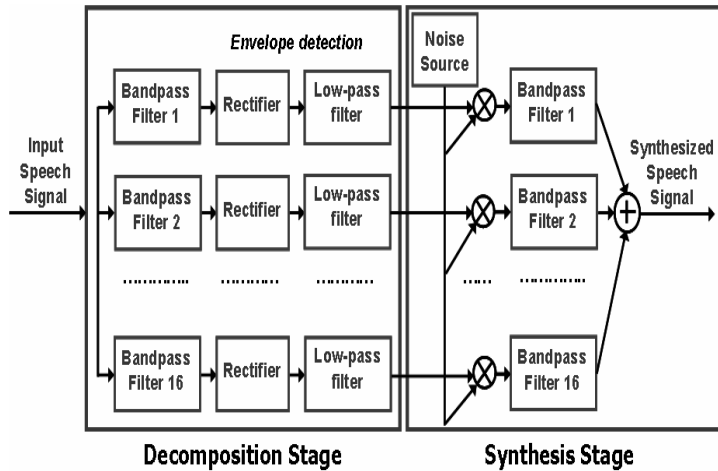 Envelope detection
Noise
Source
Bandpass
Filter 1
Rectifier
Low-pass
filter
Bandpass
Filter 1
Input
Speech
Signal
Synthesized
Speech
Signal
Bandpass
Filter 2
Rectifier
Low-pass
filter
Bandpass
Filter 2
Bandpass
Filter 16
Rectifier
Low-pass
filter
Bandpass
Filter 16
Decomposition Stage
Synthesis Stage